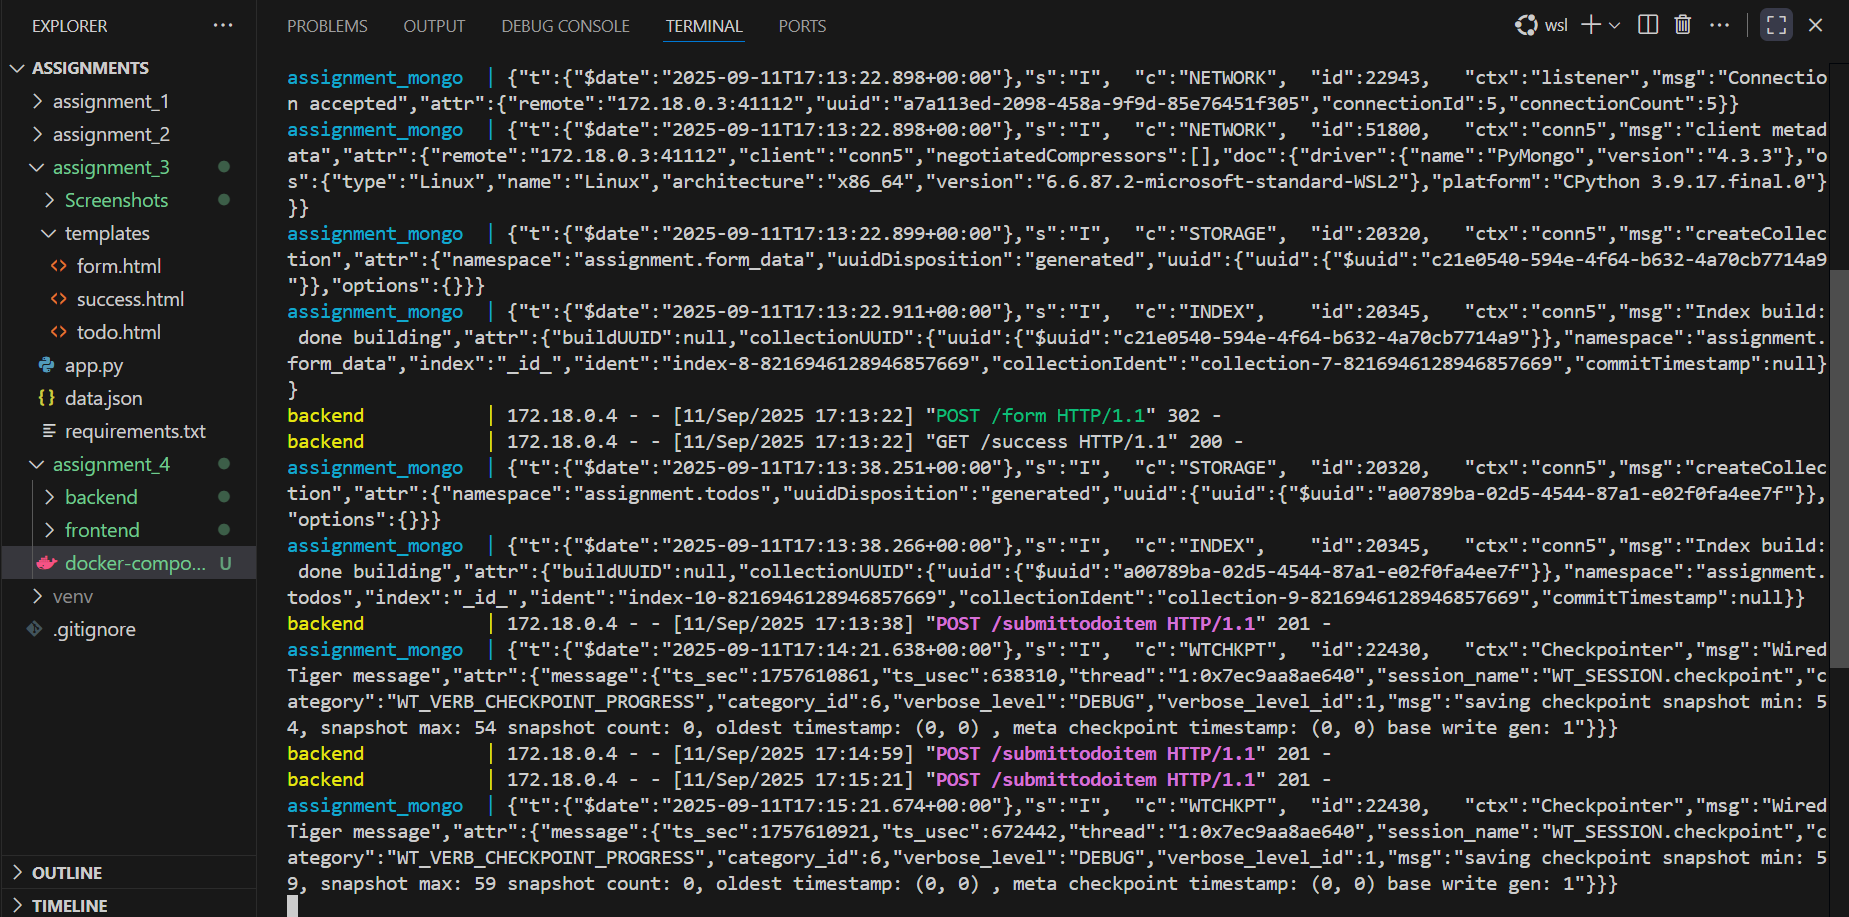 EXPLORER
ASSIGNMENTS
assignment_1
assignment_2
assignment_3
Screenshots
templates
form.html
success.html
todo.html
app.py
data.json
requirements.txt
assignment_4
backend
frontend
docker-compo... U
venv
.gitignore
OUTLINE
TIMELINE
PROBLEMS OUTPUT DEBUG CONSOLE TERMINAL PORTS wsl
assignment_mongo | {"t":{"$date":"2025-09-11T17:13:22.898+00:00"},"s":"I", "c":"NETWORK", "id":22943, "ctx":"listener","msg":"Connectio
n accepted","attr":{"remote":"172.18.0.3:41112","uuid":"a7a113ed-2098-458a-9f9d-85e76451f305","connectionId":5,"connectionCount":5}}
assignment_mongo | {"t":{"$date":"2025-09-11T17:13:22.898+00:00"},"s":"I", "c":"NETWORK", "id":51800, "ctx":"conn5","msg":"client metad
ata","attr":{"remote":"172.18.0.3:41112","client":"conn5","negotiatedCompressors":[],"doc":{"driver":{"name":"PyMongo","version":"4.3.3"},"o
s":{"type":"Linux","name":"Linux","architecture":"x86_64","version":"6.6.87.2-microsoft-standard-WSL2"},"platform":"CPython 3.9.17.final.0"}
}}
assignment_mongo | {"t":{"$date":"2025-09-11T17:13:22.899+00:00"},"s":"I", "c":"STORAGE", "id":20320, "ctx":"conn5","msg":"createCollec
tion","attr":{"namespace":"assignment.form_data","uuidDisposition":"generated","uuid":{"uuid":{"$uuid":"c21e0540-594e-4f64-b632-4a70cb7714a9
"}},"options":{}}}
assignment_mongo | {"t":{"$date":"2025-09-11T17:13:22.911+00:00"},"s":"I", "c":"INDEX", "id":20345, "ctx":"conn5","msg":"Index build:
done building","attr":{"buildUUID":null,"collectionUUID":{"uuid":{"$uuid":"c21e0540-594e-4f64-b632-4a70cb7714a9"}},"namespace":"assignment.
form_data","index":"_id_","ident":"index-8-8216946128946857669","collectionIdent":"collection-7-8216946128946857669","commitTimestamp":null}
}
backend | 172.18.0.4 - - [11/Sep/2025 17:13:22] "POST /form HTTP/1.1" 302 -
backend | 172.18.0.4 - - [11/Sep/2025 17:13:22] "GET /success HTTP/1.1" 200 -
assignment_mongo | {"t":{"$date":"2025-09-11T17:13:38.251+00:00"},"s":"I", "c":"STORAGE", "id":20320, "ctx":"conn5","msg":"createCollec
tion","attr":{"namespace":"assignment.todos","uuidDisposition":"generated","uuid":{"uuid":{"$uuid":"a00789ba-02d5-4544-87a1-e02f0fa4ee7f"}},
"options":{}}}
assignment_mongo | {"t":{"$date":"2025-09-11T17:13:38.266+00:00"},"s":"I", "c":"INDEX", "id":20345, "ctx":"conn5","msg":"Index build:
done building","attr":{"buildUUID":null,"collectionUUID":{"uuid":{"$uuid":"a00789ba-02d5-4544-87a1-e02f0fa4ee7f"}},"namespace":"assignment.
todos","index":"_id_","ident":"index-10-8216946128946857669","collectionIdent":"collection-9-8216946128946857669","commitTimestamp":null}}
backend | 172.18.0.4 - - [11/Sep/2025 17:13:38] "POST /submittodoitem HTTP/1.1" 201 -
assignment_mongo | {"t":{"$date":"2025-09-11T17:14:21.638+00:00"},"s":"I", "c":"WTCHKPT", "id":22430, "ctx":"Checkpointer","msg":"Wired
Tiger message","attr":{"message":{"ts_sec":1757610861,"ts_usec":638310,"thread":"1:0x7ec9aa8ae640","session_name":"WT_SESSION.checkpoint","c
ategory":"WT_VERB_CHECKPOINT_PROGRESS","category_id":6,"verbose_level":"DEBUG","verbose_level_id":1,"msg":"saving checkpoint snapshot min: 5
4, snapshot max: 54 snapshot count: 0, oldest timestamp: (0, 0) , meta checkpoint timestamp: (0, 0) base write gen: 1"}}}
backend | 172.18.0.4 - - [11/Sep/2025 17:14:59] "POST /submittodoitem HTTP/1.1" 201 -
backend | 172.18.0.4 - - [11/Sep/2025 17:15:21] "POST /submittodoitem HTTP/1.1" 201 -
assignment_mongo | {"t":{"$date":"2025-09-11T17:15:21.674+00:00"},"s":"I", "c":"WTCHKPT", "id":22430, "ctx":"Checkpointer","msg":"Wired
Tiger message","attr":{"message":{"ts_sec":1757610921,"ts_usec":672442,"thread":"1:0x7ec9aa8ae640","session_name":"WT_SESSION.checkpoint","c
ategory":"WT_VERB_CHECKPOINT_PROGRESS","category_id":6,"verbose_level":"DEBUG","verbose_level_id":1,"msg":"saving checkpoint snapshot min: 5
9, snapshot max: 59 snapshot count: 0, oldest timestamp: (0, 0) , meta checkpoint timestamp: (0, 0) base write gen: 1"}}}